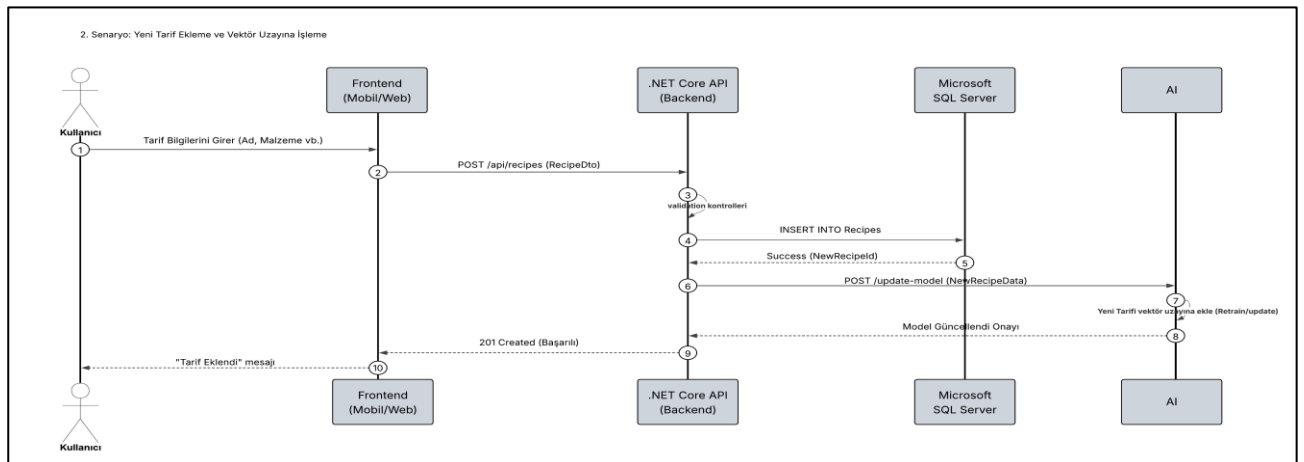 2. Senaryo: Yeni Tarif Ekleme ve Vektör Uzayına İşleme
Kullanıcı
Frontend
(Mobil/Web)
.NET Core API
(Backend)
Microsoft
SQL Server
AI
1
Tarif Bilgilerini Girer (Ad, Malzeme vb.)
2
POST /api/recipes (RecipeDto)
3
validation kontrolleri
4
INSERT INTO Recipes
Success (NewRecipeId)
5
6
POST /update-model (NewRecipeData)
7
Yeni Tarifi vektör uzayına ekle (Retrain/update)
Model Güncellendi Onayı
8
201 Created (Başarılı)
9
"Tarif Eklendi" mesajı
10
Kullanıcı
Frontend
(Mobil/Web)
.NET Core API
(Backend)
Microsoft
SQL Server
AI